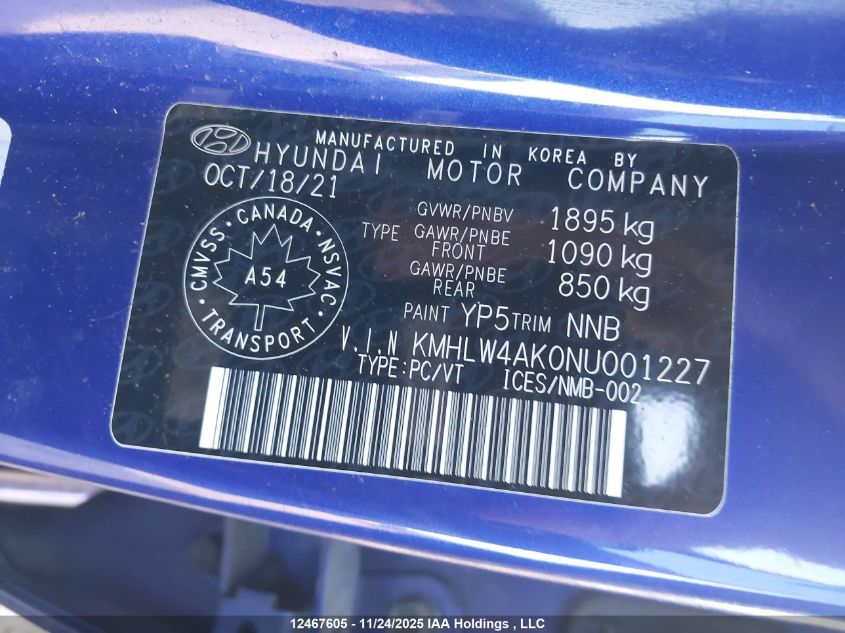 MANUFACTURED IN KOREA BY
HYUNDAI MOTOR COMPANY
OCT/18/21
GVWR/PNBV 1895 kg
TYPE GAWR/PNBE FRONT 1090 kg
GAWR/PNBE REAR 850 kg
CANADA · NSVAC · TRANSPORT · CMVSS ·
A54
PAINT YP5 TRIM NNB
V.I.N KMHLW4AK0NU001227
TYPE:PC/VT ICES/NMB-002
12467605 - 11/24/2025 IAA Holdings , LLC